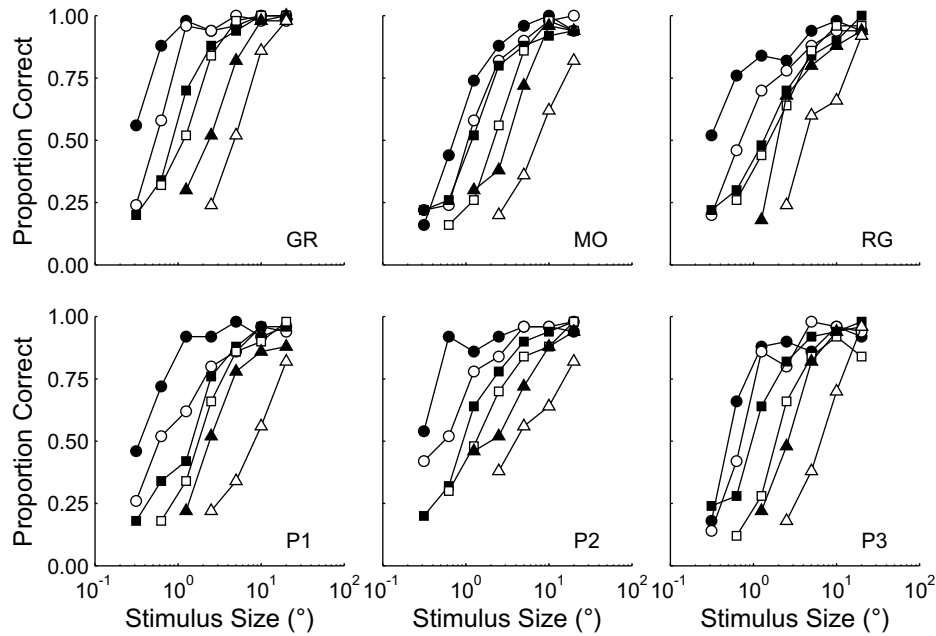 Proportion Correct
1.00
0.75
0.50
0.25
0.00
GR
MO
RG
Proportion Correct
1.00
0.75
0.50
0.25
0.00
P1
P2
P3
10⁻¹ 10⁰ 10¹ 10² 10⁻¹ 10⁰ 10¹ 10² 10⁻¹ 10⁰ 10¹ 10²
Stimulus Size (°) Stimulus Size (°) Stimulus Size (°)